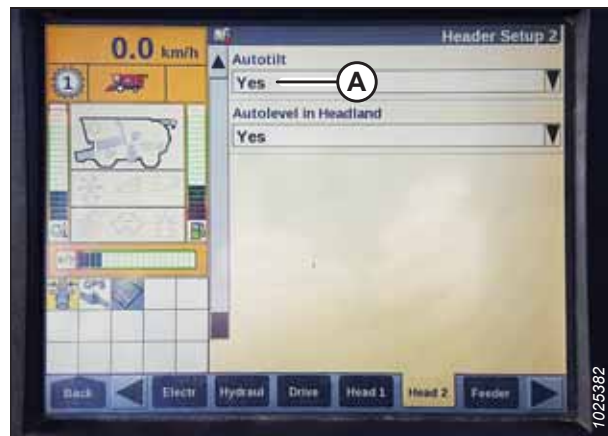 Header Setup 2
0.0 km/h
1
Autotilt
Yes
A
Autolevel in Headland
Yes
Back
Electr
Hydraul
Drive
Head 1
Head 2
Feeder
1025382